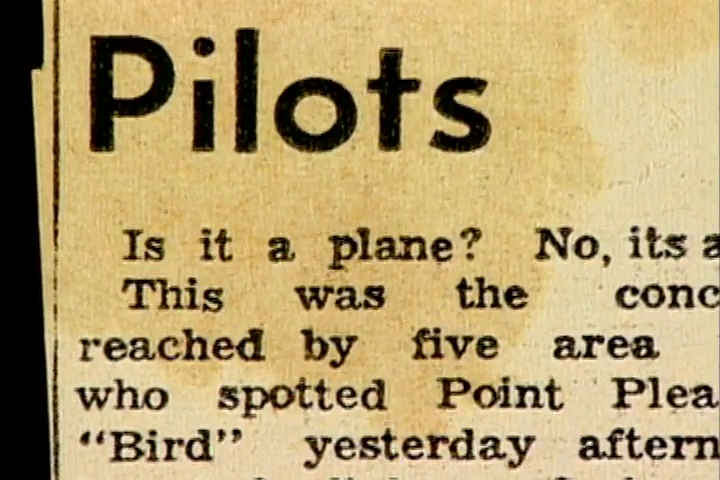 Pilots
Is it a plane? No, its a
This was the conc
reached by five area
who spotted Point Plea
"Bird" yesterday aftern